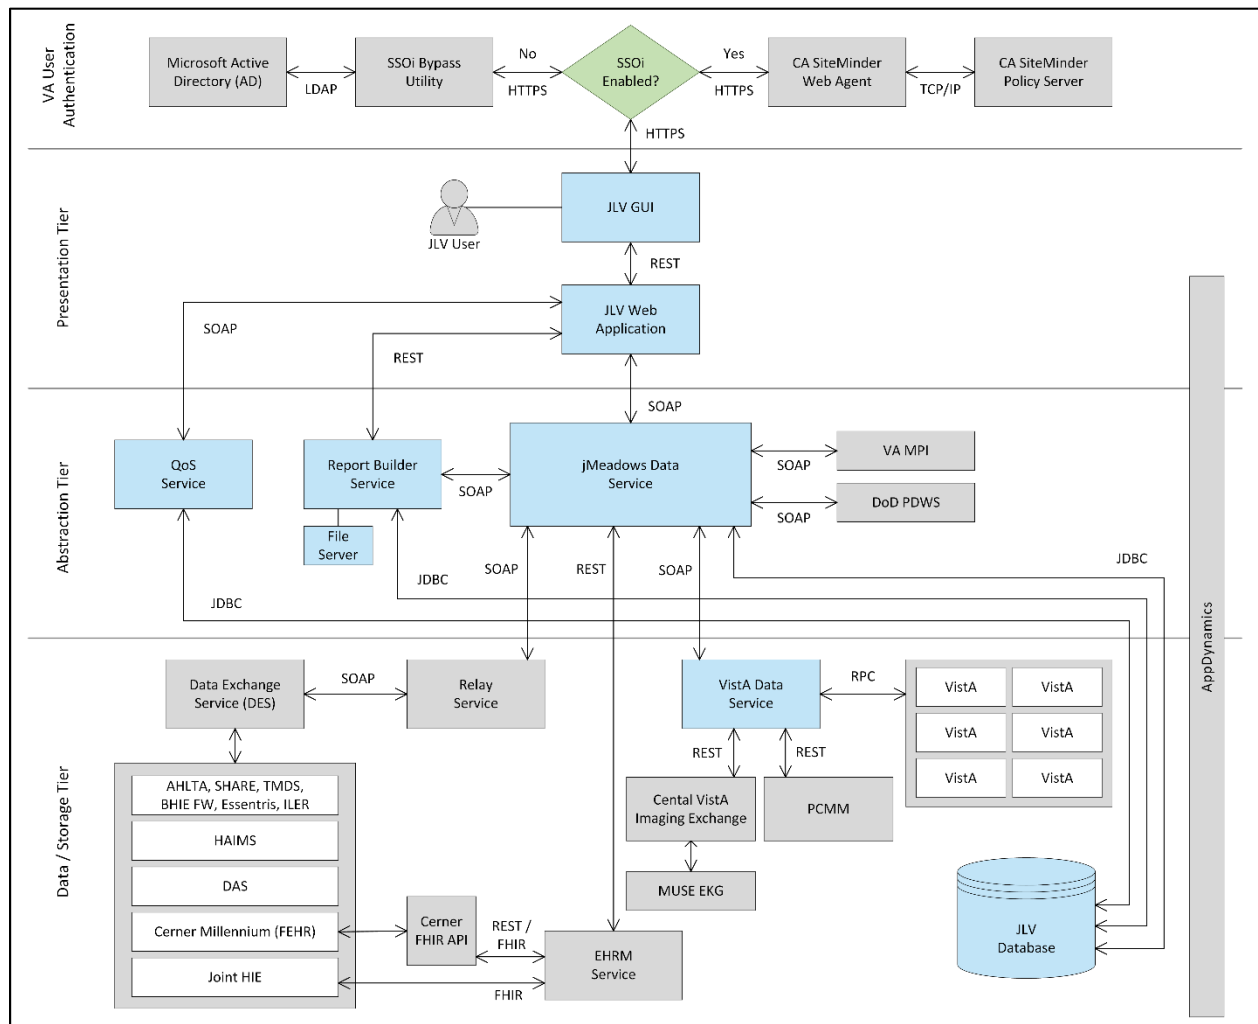 VA User
Authentication
Microsoft Active
Directory (AD)
LDAP
SSOi Bypass
Utility
No
HTTPS
SSOi
Enabled?
Yes
HTTPS
CA SiteMinder
Web Agent
TCP/IP
CA SiteMinder
Policy Server
HTTPS
Presentation Tier
JLV User
JLV GUI
REST
JLV Web
Application
SOAP
REST
SOAP
Abstraction Tier
QoS
Service
Report Builder
Service
SOAP
jMeadows Data
Service
SOAP
VA MPI
SOAP
DoD PDWS
File
Server
JDBC
JDBC
SOAP
REST
SOAP
JDBC
AppDynamics
Data / Storage Tier
Data Exchange
Service (DES)
SOAP
Relay
Service
VistA Data
Service
RPC
VistA
VistA
VistA
VistA
VistA
VistA
REST
REST
AHLTA, SHARE, TMDS,
BHIE FW, Essentris, ILER
HAIMS
DAS
Cerner Millennium (FEHR)
Joint HIE
Cental VistA
Imaging Exchange
PCMM
MUSE EKG
Cerner
FHIR API
REST /
FHIR
FHIR
EHRM
Service
JLV
Database